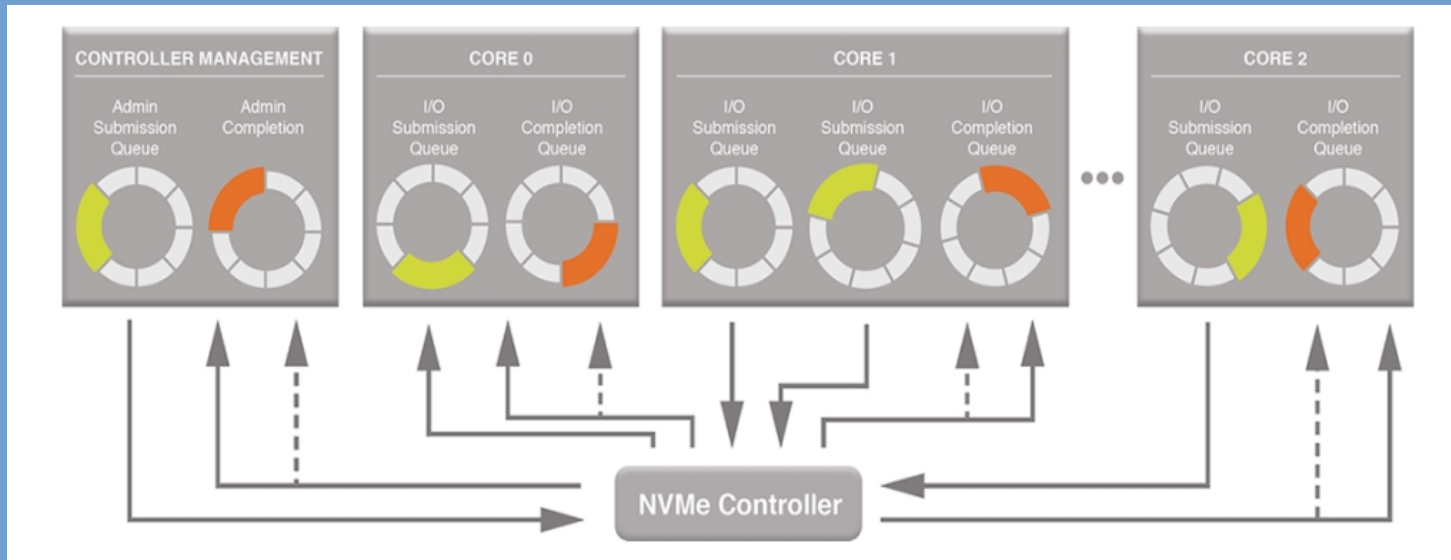 CONTROLLER MANAGEMENT
Admin
Submission
Queue
Admin
Completion
CORE 0
I/O
Submission
Queue
I/O
Completion
Queue
CORE 1
I/O
Submission
Queue
I/O
Submission
Queue
I/O
Completion
Queue
CORE 2
I/O
Submission
Queue
I/O
Completion
Queue
NVMe Controller